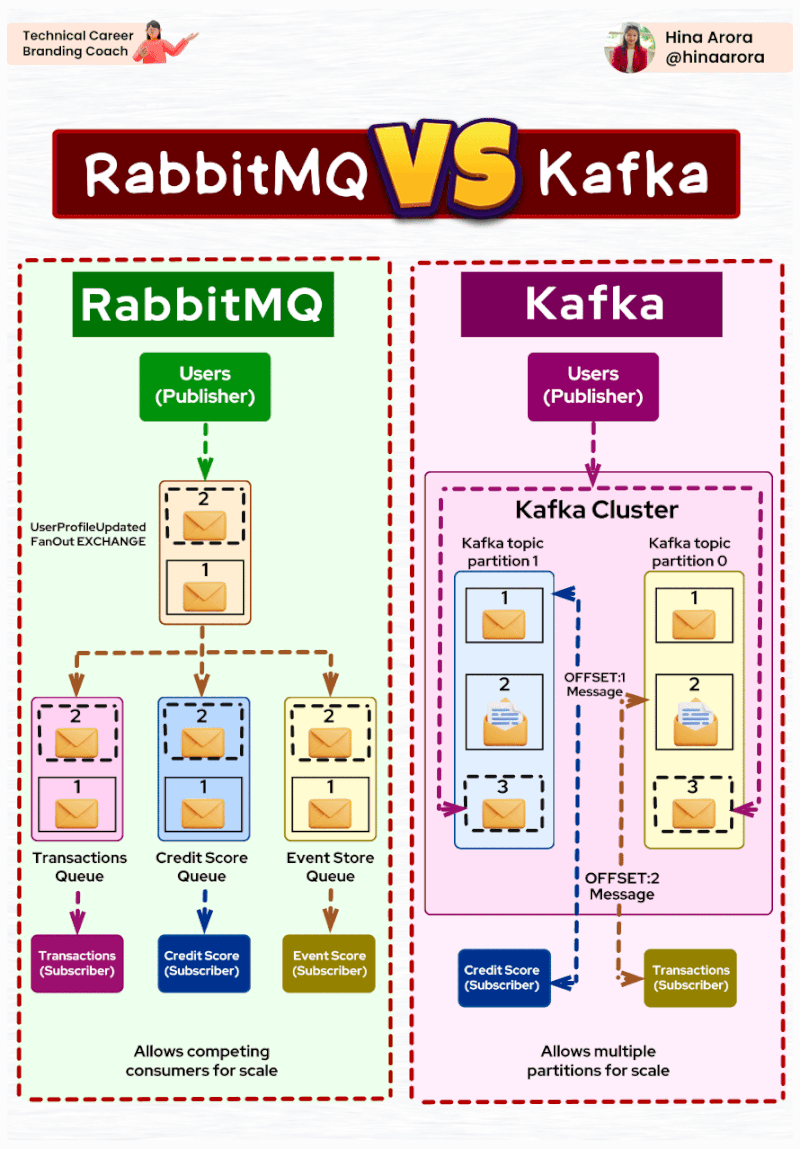 Technical Career
Branding Coach
Hina Arora
@hinaarora
RabbitMQ VS Kafka
RabbitMQ
Users
(Publisher)
UserProfileUpdated
FanOut EXCHANGE
2
1
2
1
2
1
2
1
Transactions
Queue
Credit Score
Queue
Event Store
Queue
Transactions
(Subscriber)
Credit Score
(Subscriber)
Event Score
(Subscriber)
Allows competing
consumers for scale
Kafka
Users
(Publisher)
Kafka Cluster
Kafka topic
partition 1
Kafka topic
partition 0
1
2
3
1
2
3
OFFSET:1
Message
OFFSET:2
Message
Credit Score
(Subscriber)
Transactions
(Subscriber)
Allows multiple
partitions for scale